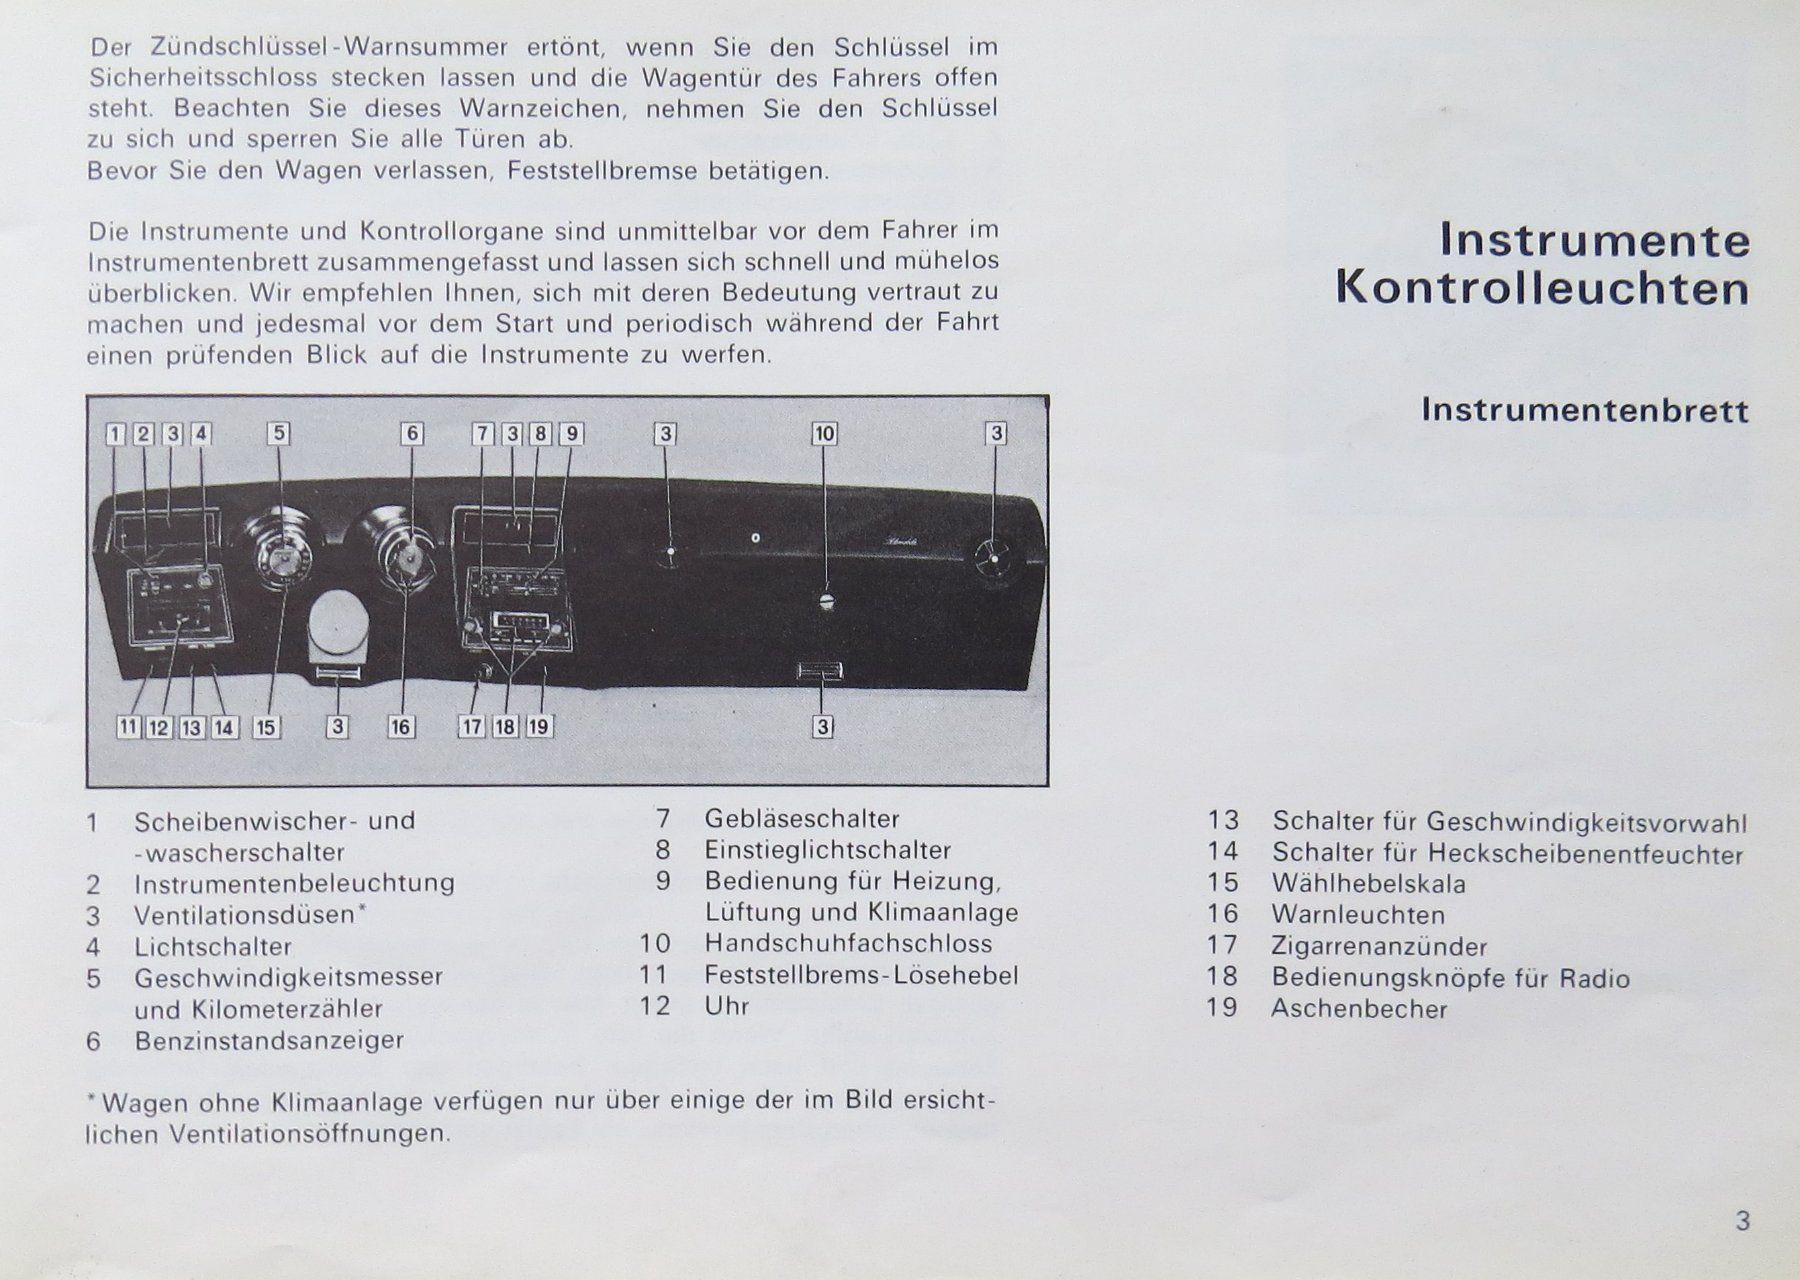 Der Zündschlüssel-Warnsummer ertönt, wenn Sie den Schlüssel im
Sicherheitsschloss stecken lassen und die Wagentür des Fahrers offen
steht. Beachten Sie dieses Warnzeichen, nehmen Sie den Schlüssel
zu sich und sperren Sie alle Türen ab.
Bevor Sie den Wagen verlassen, Feststellbremse betätigen.
Die Instrumente und Kontrollorgane sind unmittelbar vor dem Fahrer im
Instrumentenbrett zusammengefasst und lassen sich schnell und mühelos
überblicken. Wir empfehlen Ihnen, sich mit deren Bedeutung vertraut zu
machen und jedesmal vor dem Start und periodisch während der Fahrt
einen prüfenden Blick auf die Instrumente zu werfen.
Instrumente
Kontrolleuchten
Instrumentenbrett
1 2 3 4 5 6 7 3 8 9 3 10 3
11 12 13 14 15 3 16 17 18 19 3
1 Scheibenwischer- und
-wascherschalter
2 Instrumentenbeleuchtung
3 Ventilationsdüsen*
4 Lichtschalter
5 Geschwindigkeitsmesser
und Kilometerzähler
6 Benzinstandsanzeiger
7 Gebläseschalter
8 Einstieglichtschalter
9 Bedienung für Heizung,
Lüftung und Klimaanlage
10 Handschuhfachschloss
11 Feststellbrems-Lösehebel
12 Uhr
13 Schalter für Geschwindigkeitsvorwahl
14 Schalter für Heckscheibenentfeuchter
15 Wählhebelskala
16 Warnleuchten
17 Zigarrenanzünder
18 Bedienungsknöpfe für Radio
19 Aschenbecher
*Wagen ohne Klimaanlage verfügen nur über einige der im Bild ersicht-
lichen Ventilationsöffnungen.
3